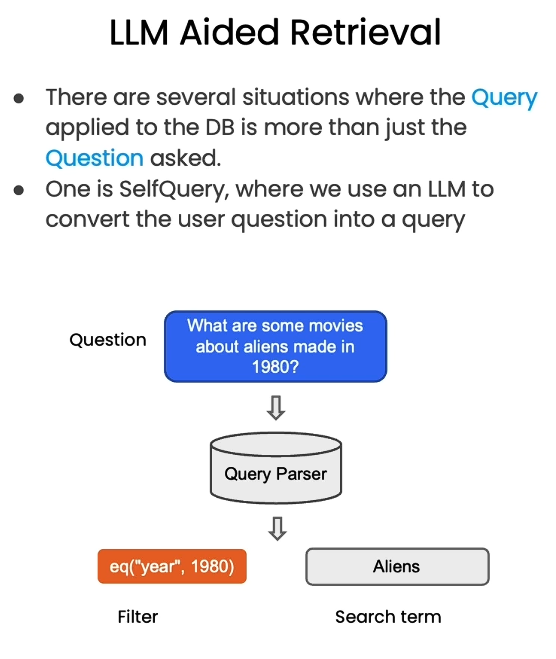 LLM Aided Retrieval
● There are several situations where the Query
applied to the DB is more than just the
Question asked.
● One is SelfQuery, where we use an LLM to
convert the user question into a query
Question
What are some movies
about aliens made in
1980?
Query Parser
eq("year", 1980)
Aliens
Filter
Search term